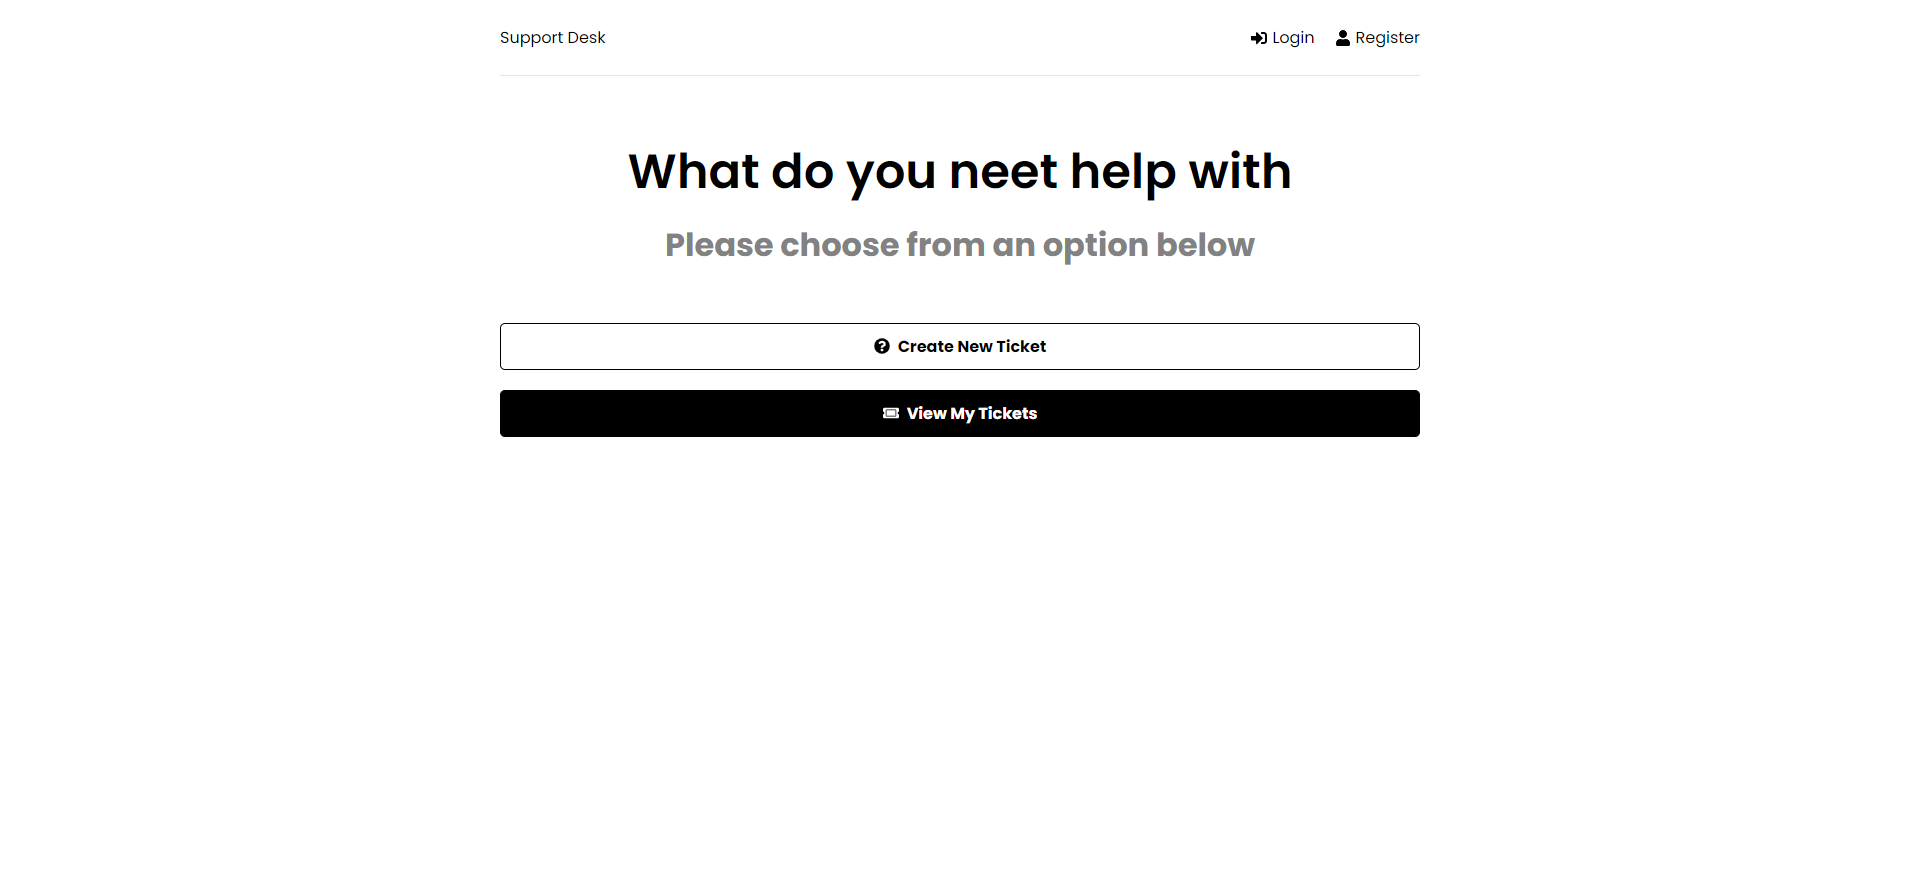 Support Desk
Login
Register
What do you neet help with
Please choose from an option below
Create New Ticket
View My Tickets